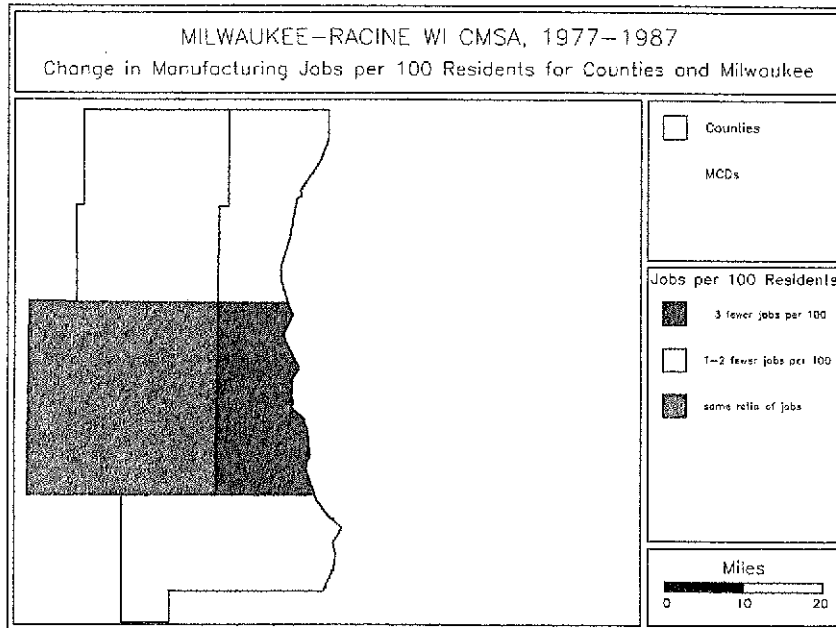 MILWAUKEE-RACINE WI CMSA, 1977-1987
Change in Manufacturing Jobs per 100 Residents for Counties and Milwaukee
Counties
MCDs
Jobs per 100 Residents
3 fewer jobs per 100
1-2 fewer jobs per 100
same ratio of jobs
Miles
0 10 20